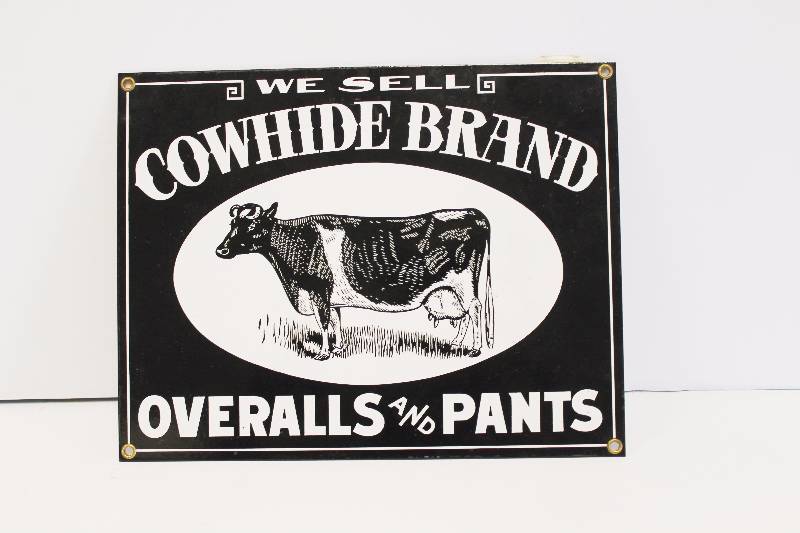 WE SELL
COWHIDE BRAND
OVERALLS AND PANTS